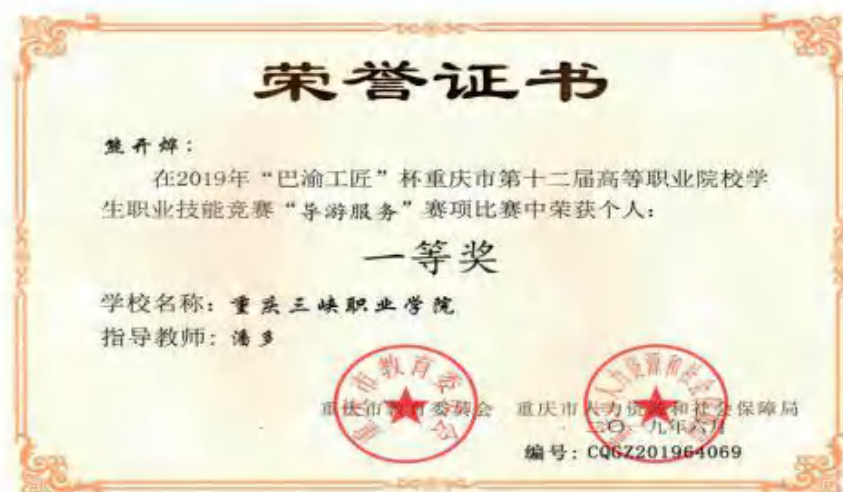 荣誉证书
熊开烨：
在2019年“巴渝工匠”杯重庆市第十二届高等职业院校学
生职业技能竞赛“导游服务”赛项比赛中荣获个人：
一等奖
学校名称：重庆三峡职业学院
指导教师：潘多
重庆市教育委员会 重庆市人力资源和社会保障局
二〇一九年六月
编号：CQGZ201964069